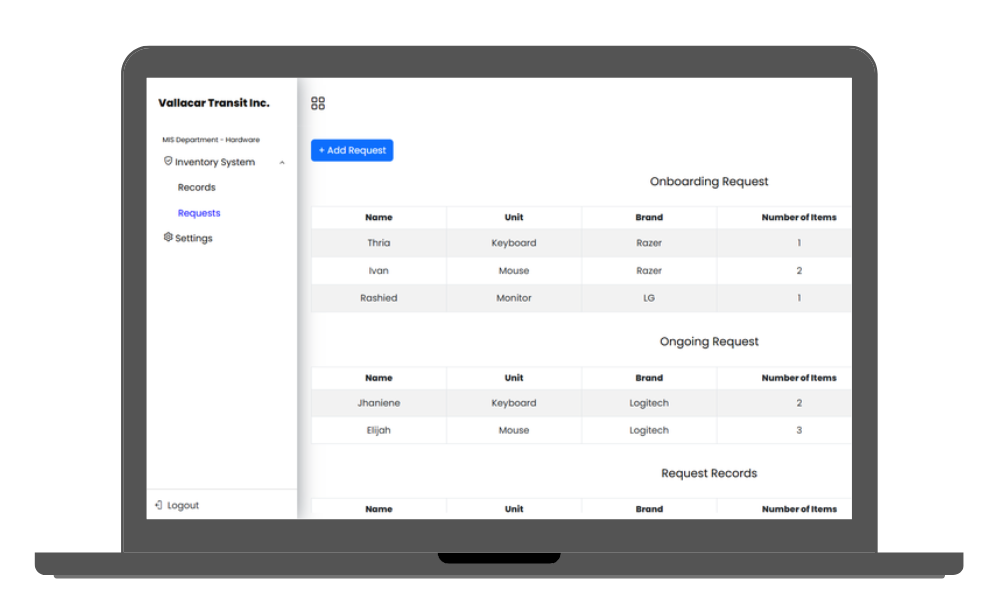 Vallacar Transit Inc.
MIS Department - Hardware
Inventory System
Records
Requests
Settings
Logout
+ Add Request
Onboarding Request
Name Unit Brand Number of Items
Thria Keyboard Razer 1
Ivan Mouse Razer 2
Rashied Monitor LG 1
Ongoing Request
Name Unit Brand Number of Items
Jhaniene Keyboard Logitech 2
Elijah Mouse Logitech 3
Request Records
Name Unit Brand Number of Items